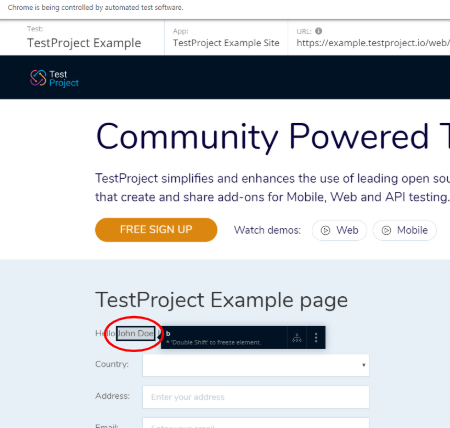 Chrome is being controlled by automated test software.
Test: App: URL:
TestProject Example TestProject Example Site https://example.testproject.io/web/
Test
Project
Community Powered T
TestProject simplifies and enhances the use of leading open sou
that create and share add-ons for Mobile, Web and API testing.
FREE SIGN UP Watch demos: Web Mobile
TestProject Example page
Hello John Doe, b
* 'Double Shift' to freeze element.
Country:
Address: Enter your address
Email: Enter your email